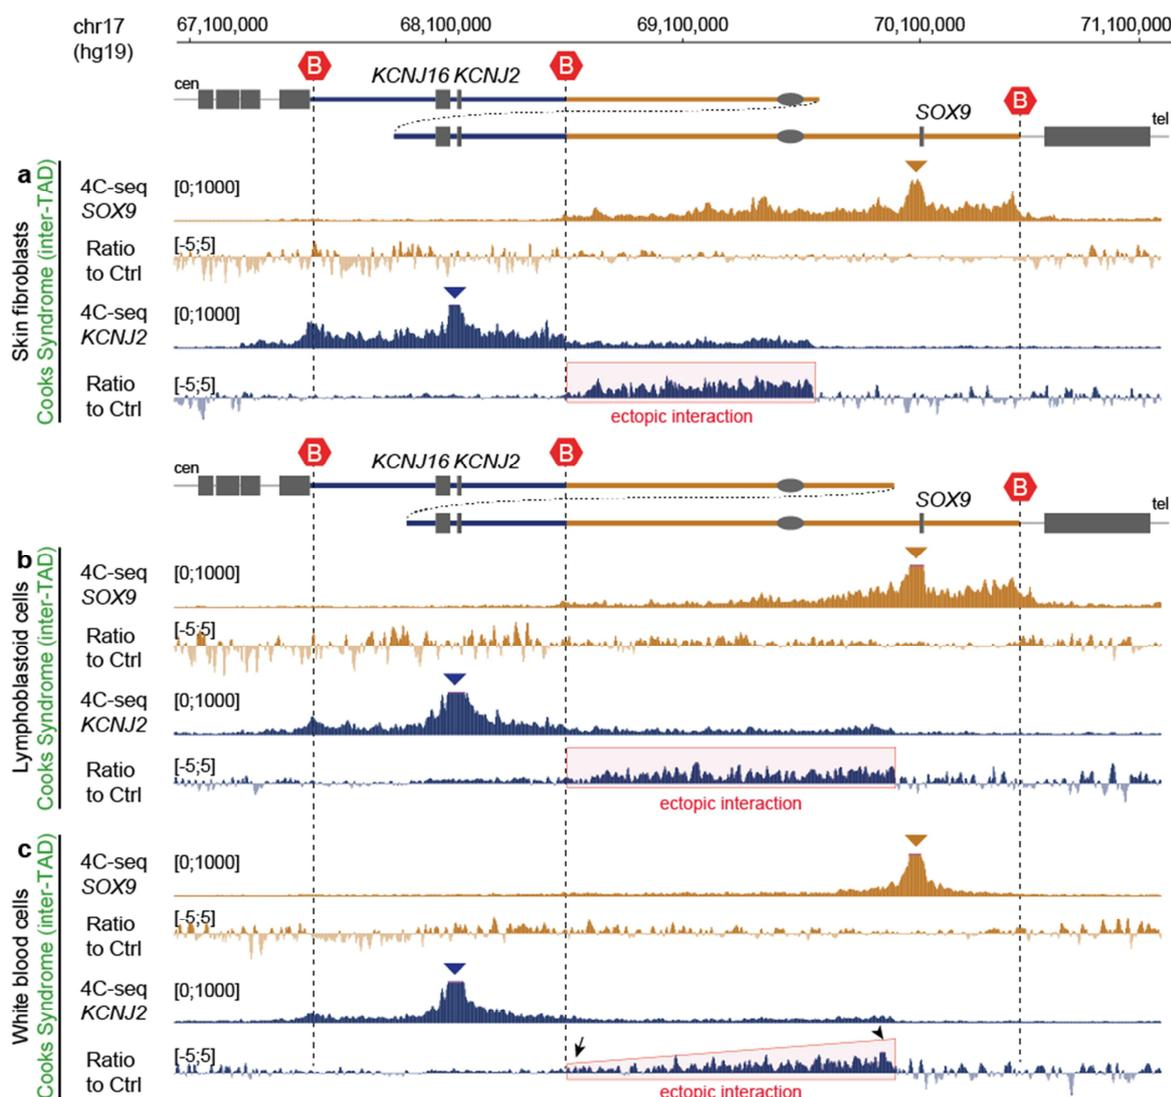 chr17
(hg19)
67,100,000 68,100,000 69,100,000 70,100,000 71,100,000
B B B
cen KCNJ16 KCNJ2 SOX9 tel
a
Skin fibroblasts
Cooks Syndrome (inter-TAD)
4C-seq
SOX9
[0;1000]
Ratio
to Ctrl
[-5;5]
4C-seq
KCNJ2
[0;1000]
Ratio
to Ctrl
[-5;5]
ectopic interaction
B B B
cen KCNJ16 KCNJ2 SOX9 tel
b
Lymphoblastoid cells
Cooks Syndrome (inter-TAD)
4C-seq
SOX9
[0;1000]
Ratio
to Ctrl
[-5;5]
4C-seq
KCNJ2
[0;1000]
Ratio
to Ctrl
[-5;5]
ectopic interaction
c
White blood cells
Cooks Syndrome (inter-TAD)
4C-seq
SOX9
[0;1000]
Ratio
to Ctrl
[-5;5]
4C-seq
KCNJ2
[0;1000]
Ratio
to Ctrl
[-5;5]
ectopic interaction